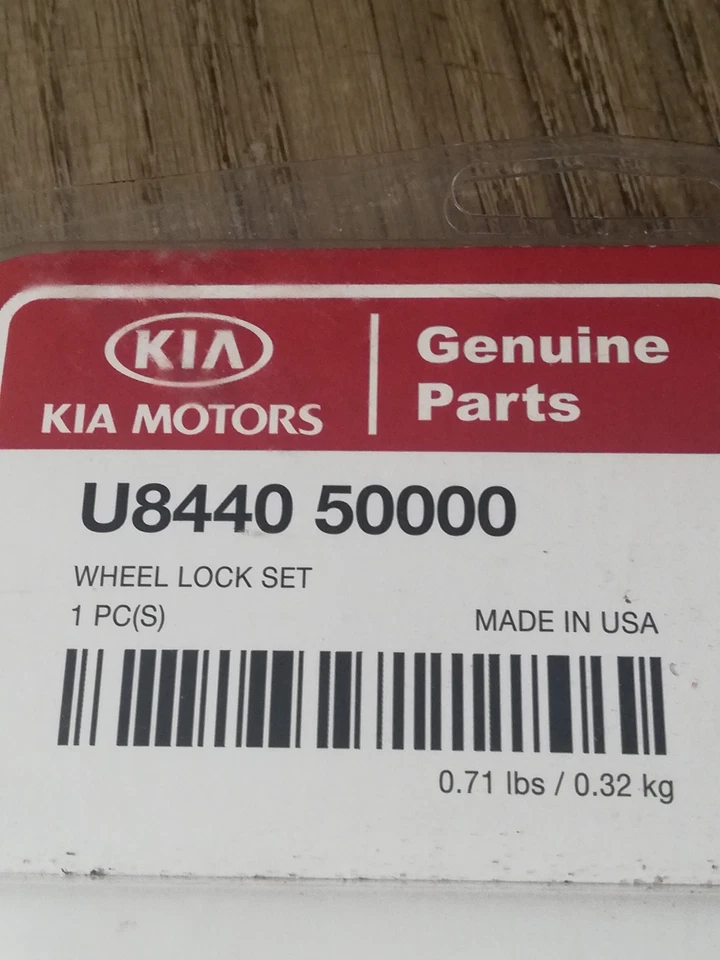 KIA
KIA MOTORS
Genuine
Parts
U8440 50000
WHEEL LOCK SET
1 PC(S)
MADE IN USA
0.71 lbs / 0.32 kg